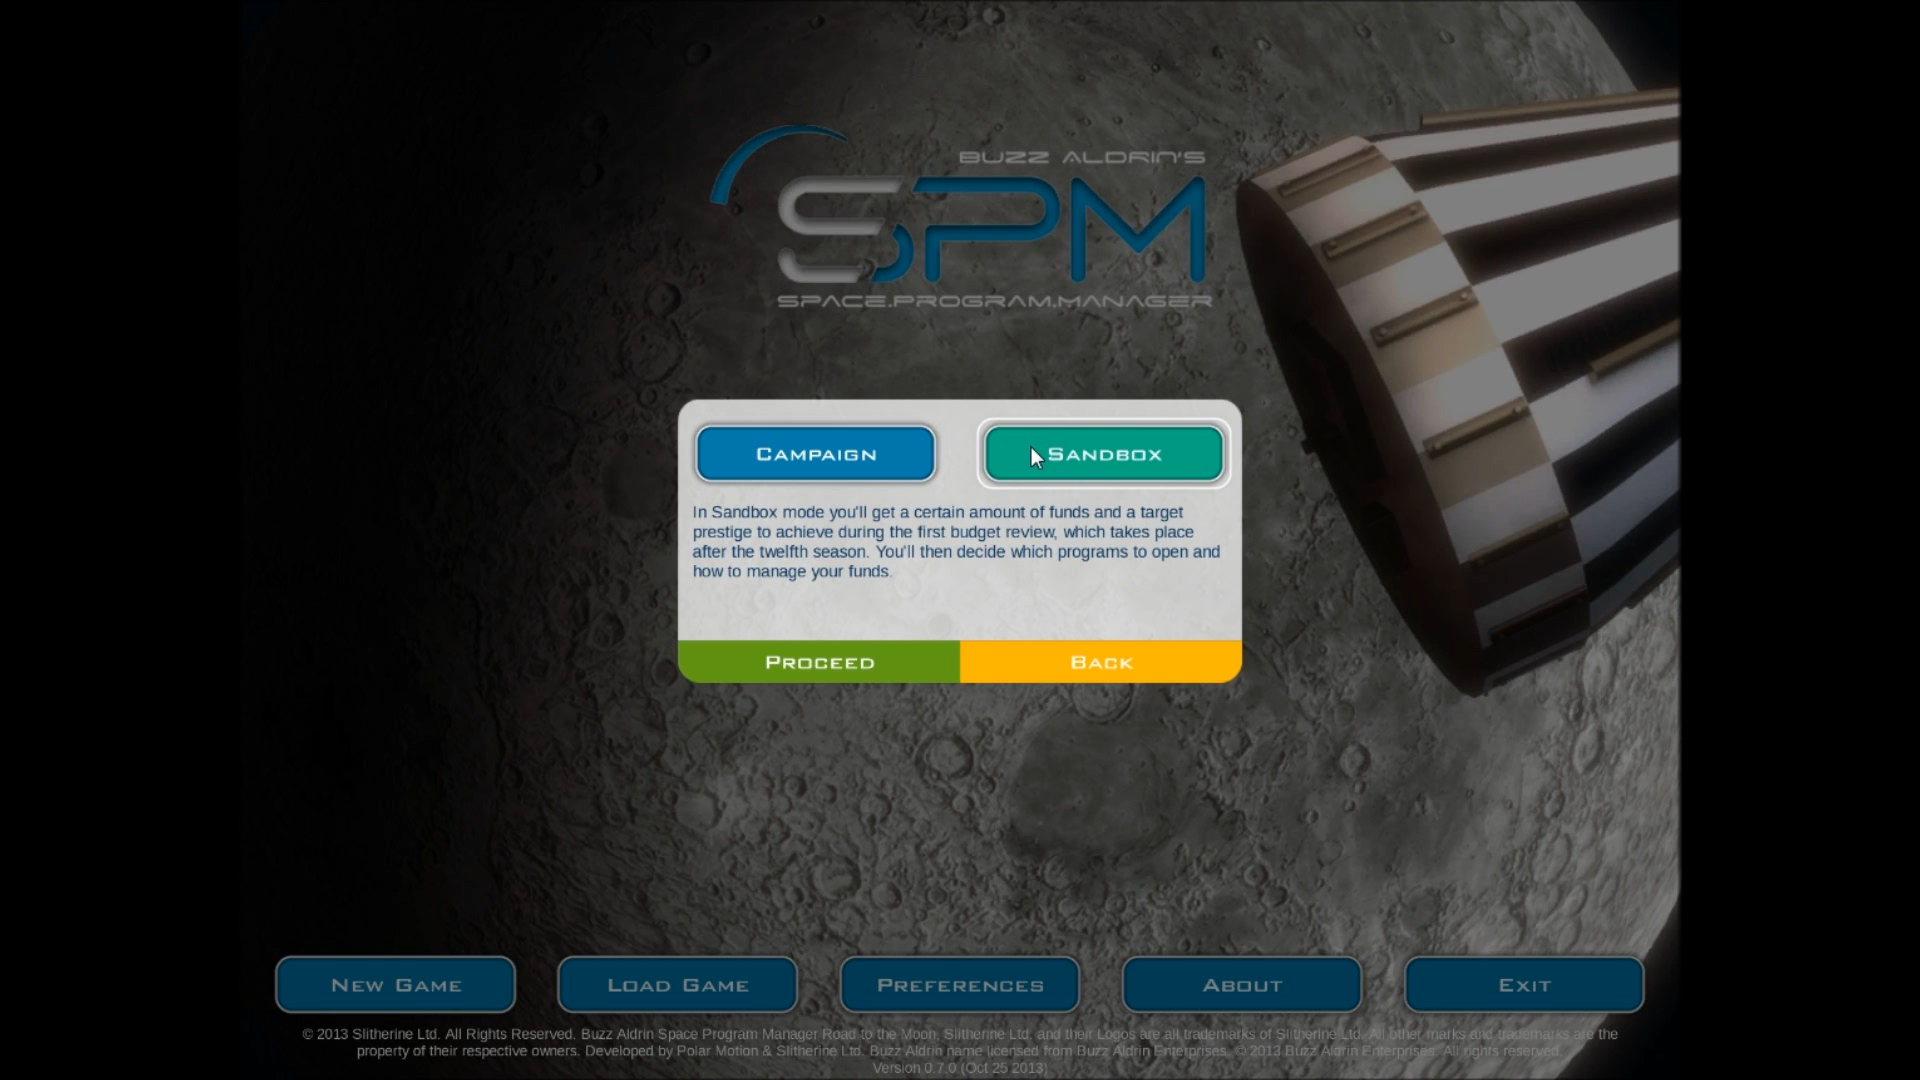 BUZZ ALDRIN'S
SPM
SPACE.PROGRAM.MANAGER
CAMPAIGN
SANDBOX
In Sandbox mode you'll get a certain amount of funds and a target
prestige to achieve during the first budget review, which takes place
after the twelfth season. You'll then decide which programs to open and
how to manage your funds.
PROCEED
BACK
NEW GAME
LOAD GAME
PREFERENCES
ABOUT
EXIT
© 2013 Slitherine Ltd. All Rights Reserved. Buzz Aldrin Space Program Manager Road to the Moon, Slitherine Ltd. and their Logos are all trademarks of Slitherine Ltd. All other marks and trademarks are the
property of their respective owners. Developed by Polar Motion & Slitherine Ltd. Buzz Aldrin name licensed from Buzz Aldrin Enterprises. © 2013 Buzz Aldrin Enterprises. All rights reserved.
Version 0.7.0 (Oct 25 2013)